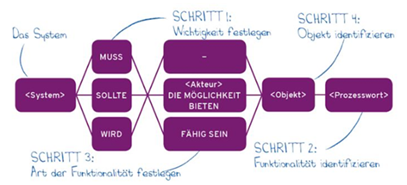 Das System
SCHRITT 1:
Wichtigkeit festlegen
SCHRITT 4:
Objekt identifizieren
<System>
MUSS
SOLLTE
WIRD
–
<Akteur>
DIE MÖGLICHKEIT
BIETEN
FÄHIG SEIN
<Objekt>
<Prozesswort>
SCHRITT 3:
Art der Funktionalität festlegen
SCHRITT 2:
Funktionalität identifizieren